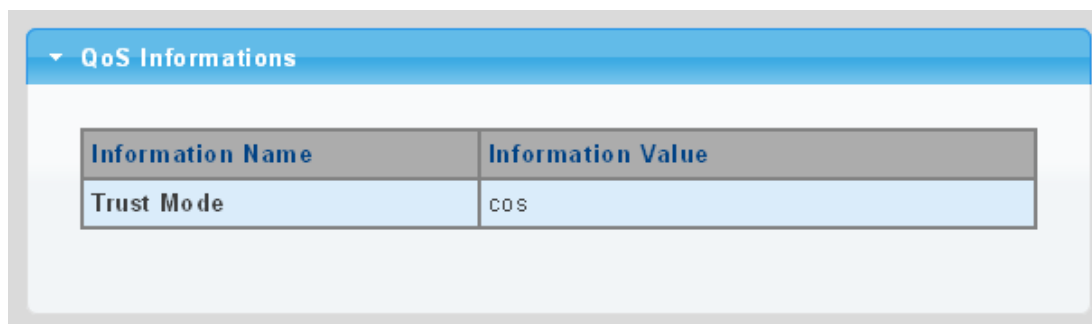 QoS Informations
Information Name Information Value
Trust Mode cos